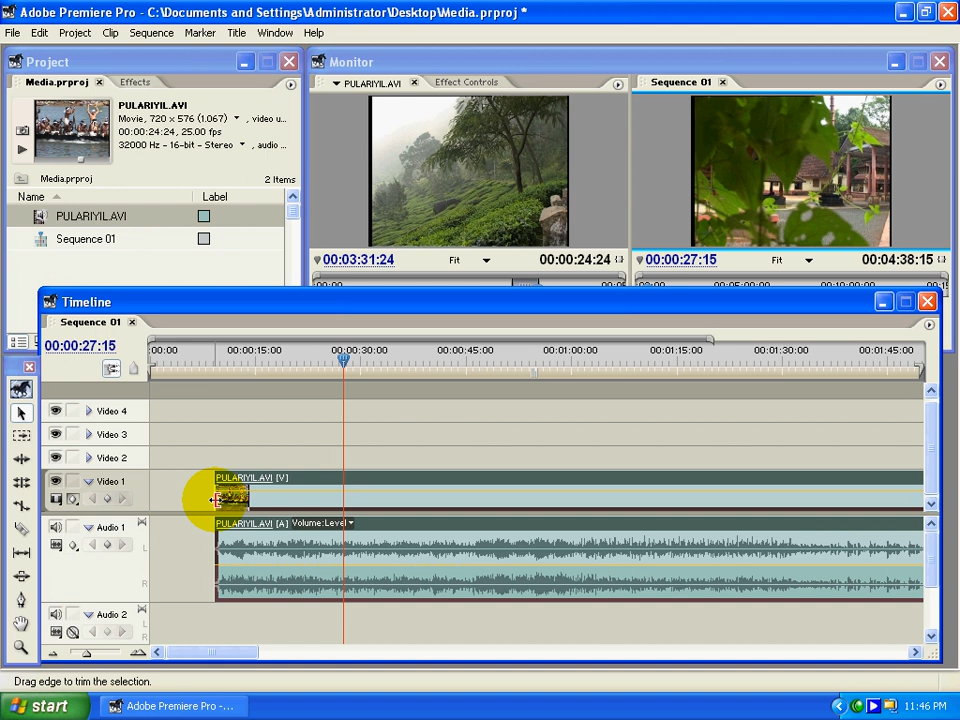 Adobe Premiere Pro - C:\Documents and Settings\Administrator\Desktop\Media.prproj *
File Edit Project Clip Sequence Marker Title Window Help
Project
Monitor
Media.prproj Effects
PULARIYIL.AVI Effect Controls
Sequence 01
PULARIYIL.AVI
Movie, 720 x 576 (1.067) , video u...
00:00:24:24, 25.00 fps
32000 Hz - 16-bit - Stereo , audio ...
Media.prproj 2 Items
Name Label
PULARIYIL.AVI
Sequence 01
00:03:31:24 Fit 00:00:24:24
00:00:27:15 Fit 00:04:38:15
Timeline
Sequence 01
00:00:27:15
:00:00 00:00:15:00 00:00:30:00 00:00:45:00 00:01:00:00 00:01:15:00 00:01:30:00 00:01:45:00
Video 4
Video 3
Video 2
Video 1
PULARIYIL.AVI [V]
Audio 1
PULARIYIL.AVI [A] Volume:Level
L
R
Audio 2
L
R
Drag edge to trim the selection.
start
Adobe Premiere Pro -...
11:46 PM